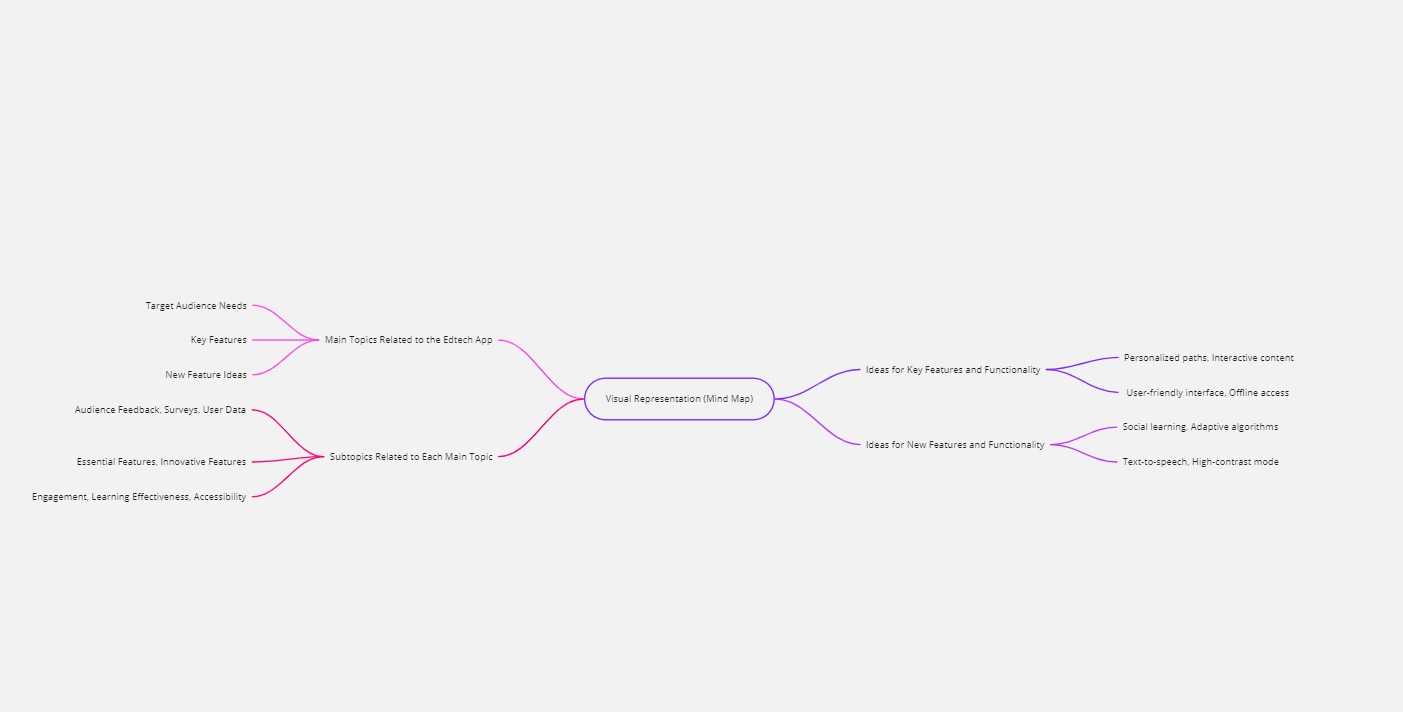 Visual Representation (Mind Map)
Main Topics Related to the Edtech App
Target Audience Needs
Key Features
New Feature Ideas
Subtopics Related to Each Main Topic
Audience Feedback, Surveys, User Data
Essential Features, Innovative Features
Engagement, Learning Effectiveness, Accessibility
Ideas for Key Features and Functionality
Personalized paths, Interactive content
User-friendly interface, Offline access
Ideas for New Features and Functionality
Social learning, Adaptive algorithms
Text-to-speech, High-contrast mode